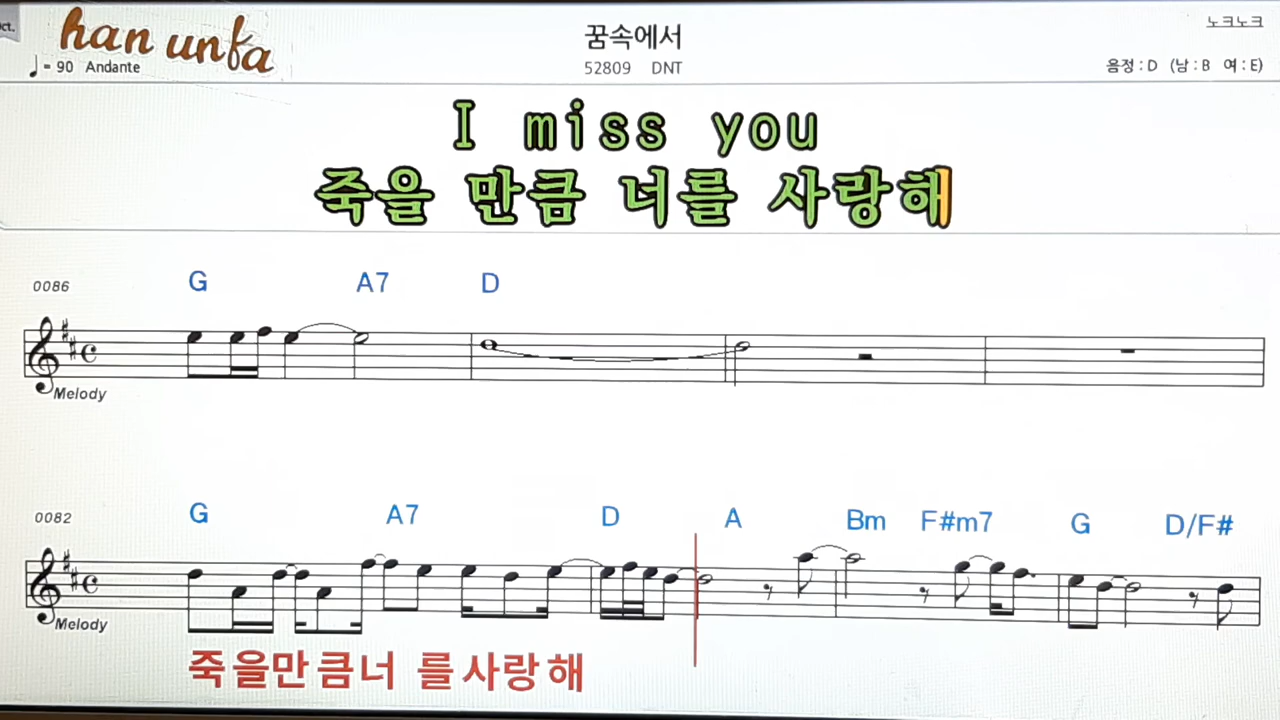 ct.
han unfa
♩ = 90 Andante
꿈속에서
52809 DNT
노크노크
음정 : D (남 : B 여 : E)
I miss you
죽을 만큼 너를 사랑해
0086
G A7 D
Melody
0082
G A7 D A Bm F#m7 G D/F#
Melody
죽을만큼너 를사랑해